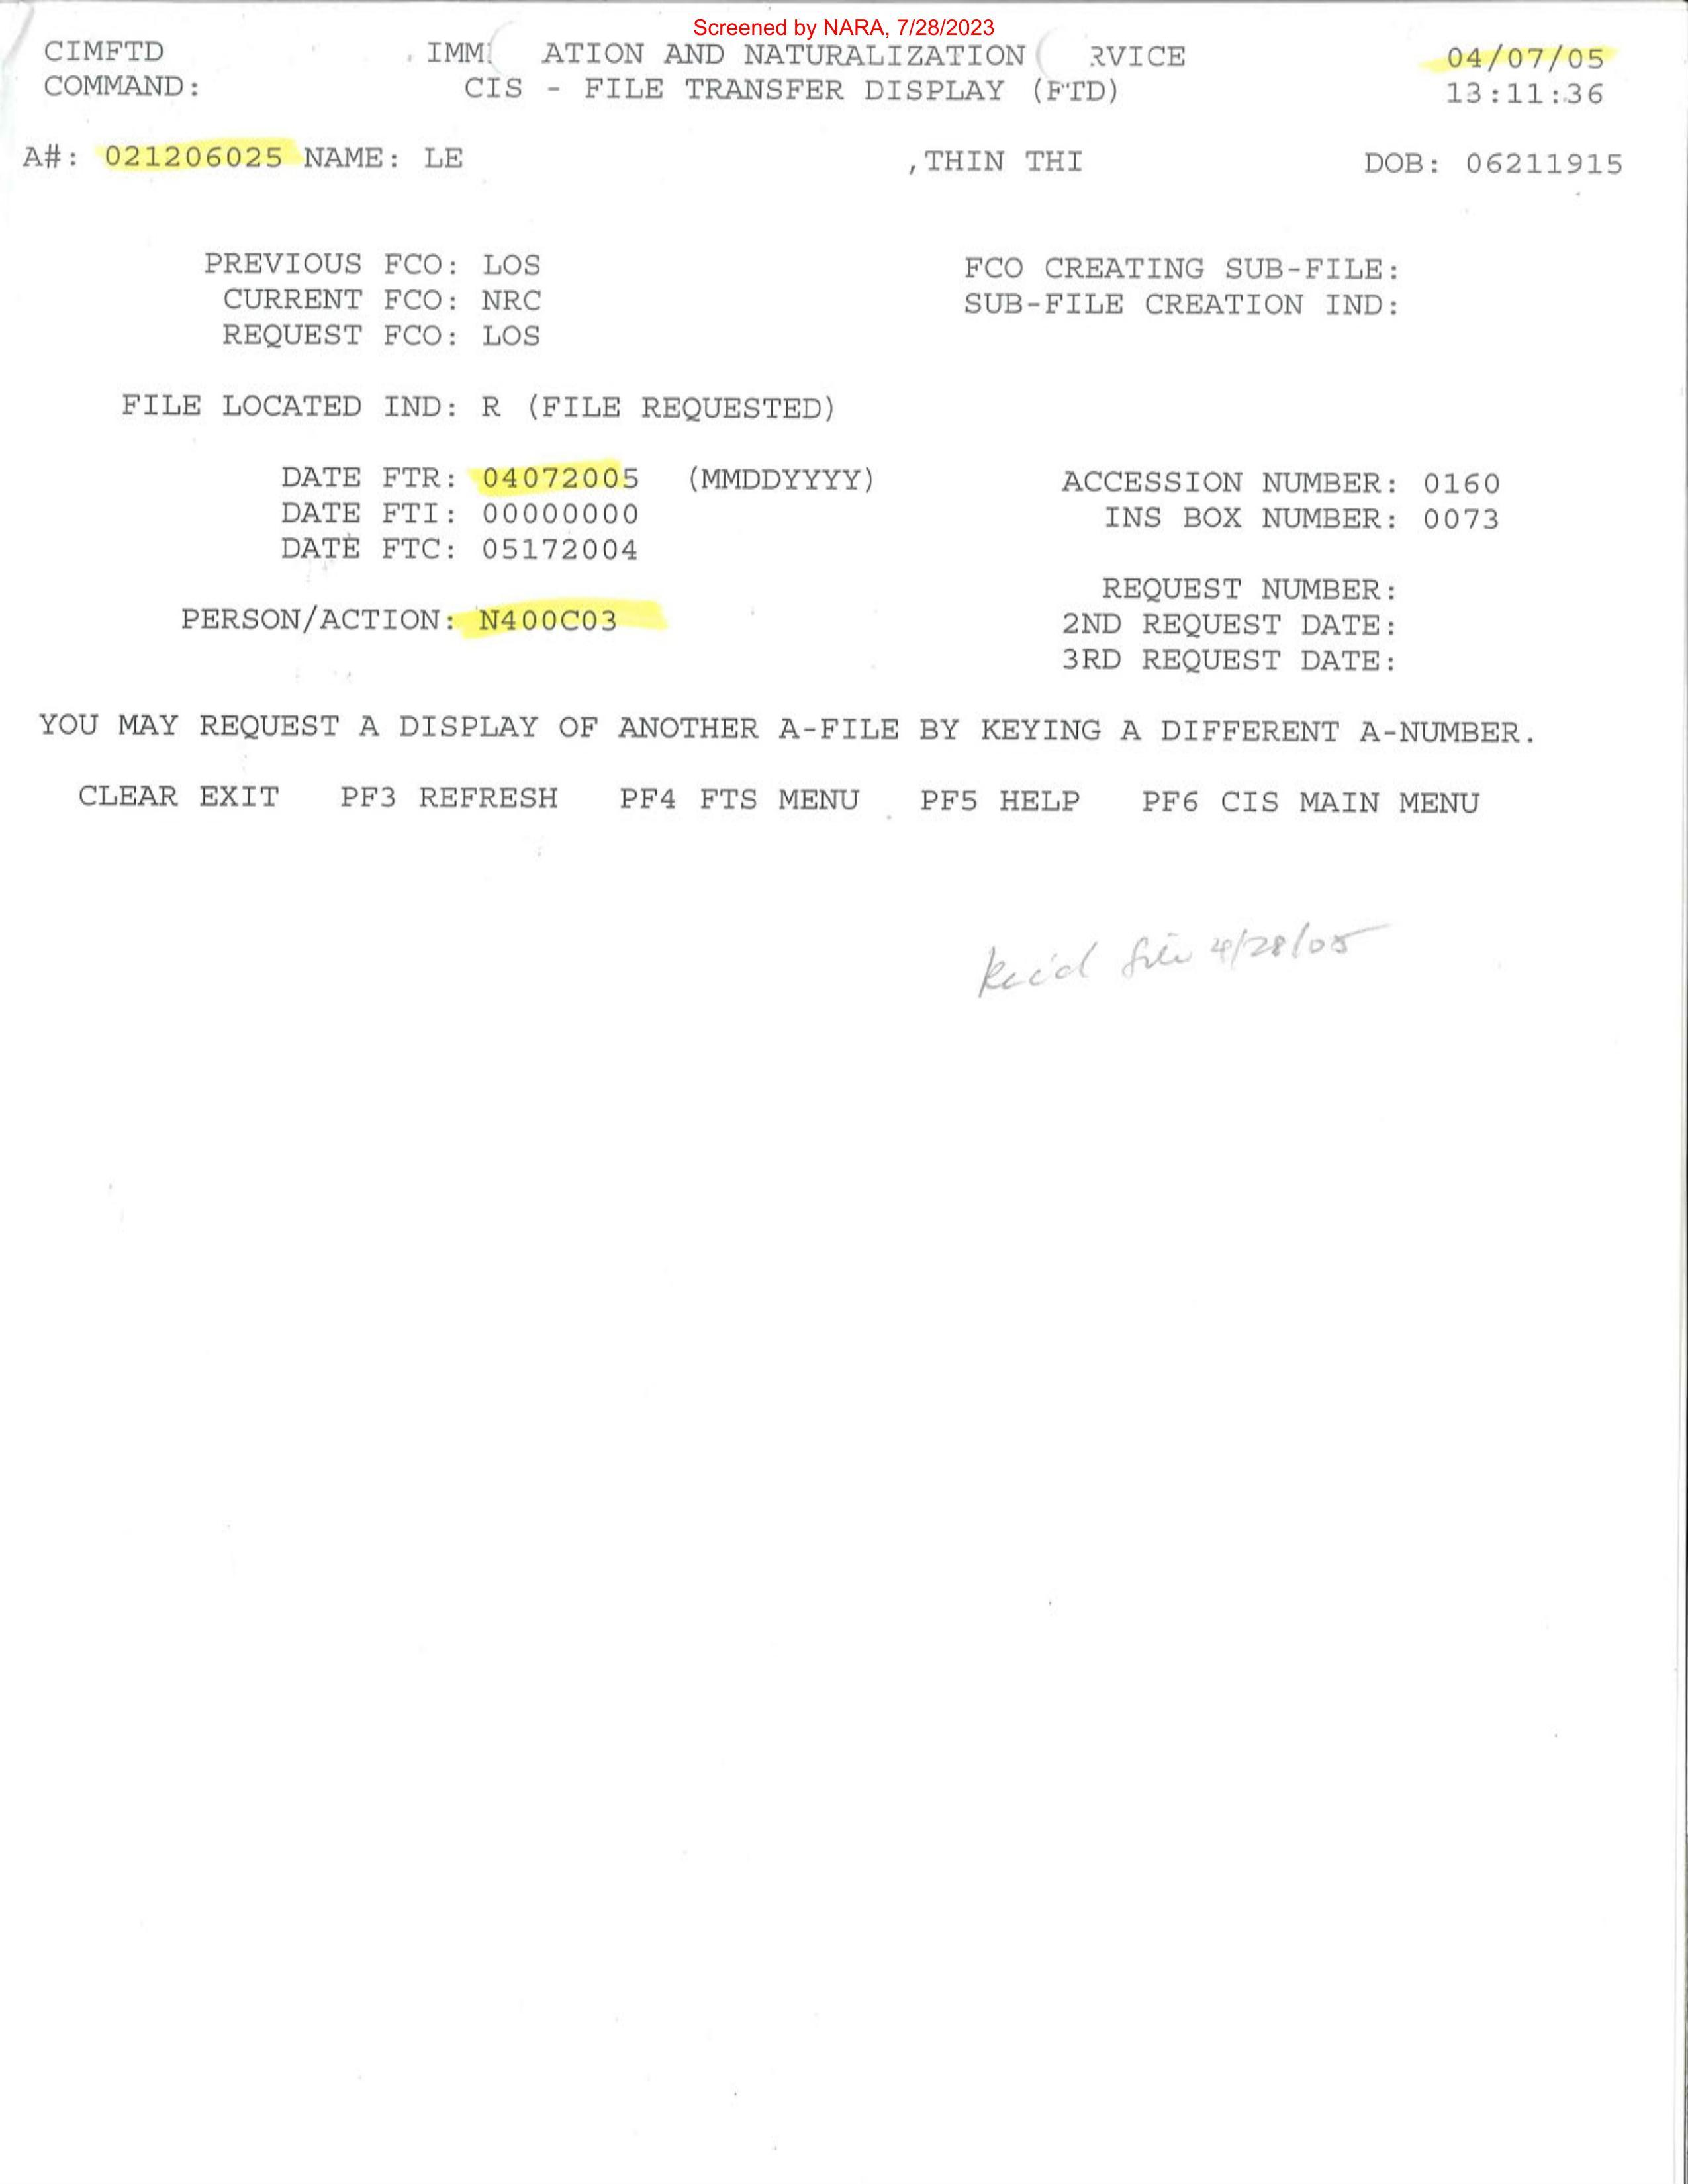 Screened by NARA, 7/28/2023
CIMFTD IMM ATION AND NATURALIZATION RVICE 04/07/05
COMMAND: CIS - FILE TRANSFER DISPLAY (FTD) 13:11:36
A#: 021206025 NAME: LE ,THIN THI DOB: 06211915
PREVIOUS FCO: LOS FCO CREATING SUB-FILE:
CURRENT FCO: NRC SUB-FILE CREATION IND:
REQUEST FCO: LOS
FILE LOCATED IND: R (FILE REQUESTED)
DATE FTR: 04072005 (MMDDYYYY) ACCESSION NUMBER: 0160
DATE FTI: 00000000 INS BOX NUMBER: 0073
DATE FTC: 05172004
REQUEST NUMBER:
PERSON/ACTION: N400C03 2ND REQUEST DATE:
3RD REQUEST DATE:
YOU MAY REQUEST A DISPLAY OF ANOTHER A-FILE BY KEYING A DIFFERENT A-NUMBER.
CLEAR EXIT PF3 REFRESH PF4 FTS MENU PF5 HELP PF6 CIS MAIN MENU
Rec'd file 4/28/05